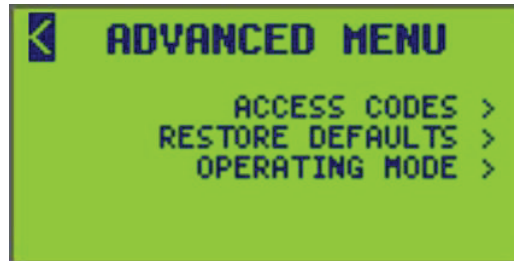 < ADVANCED MENU
ACCESS CODES >
RESTORE DEFAULTS >
OPERATING MODE >